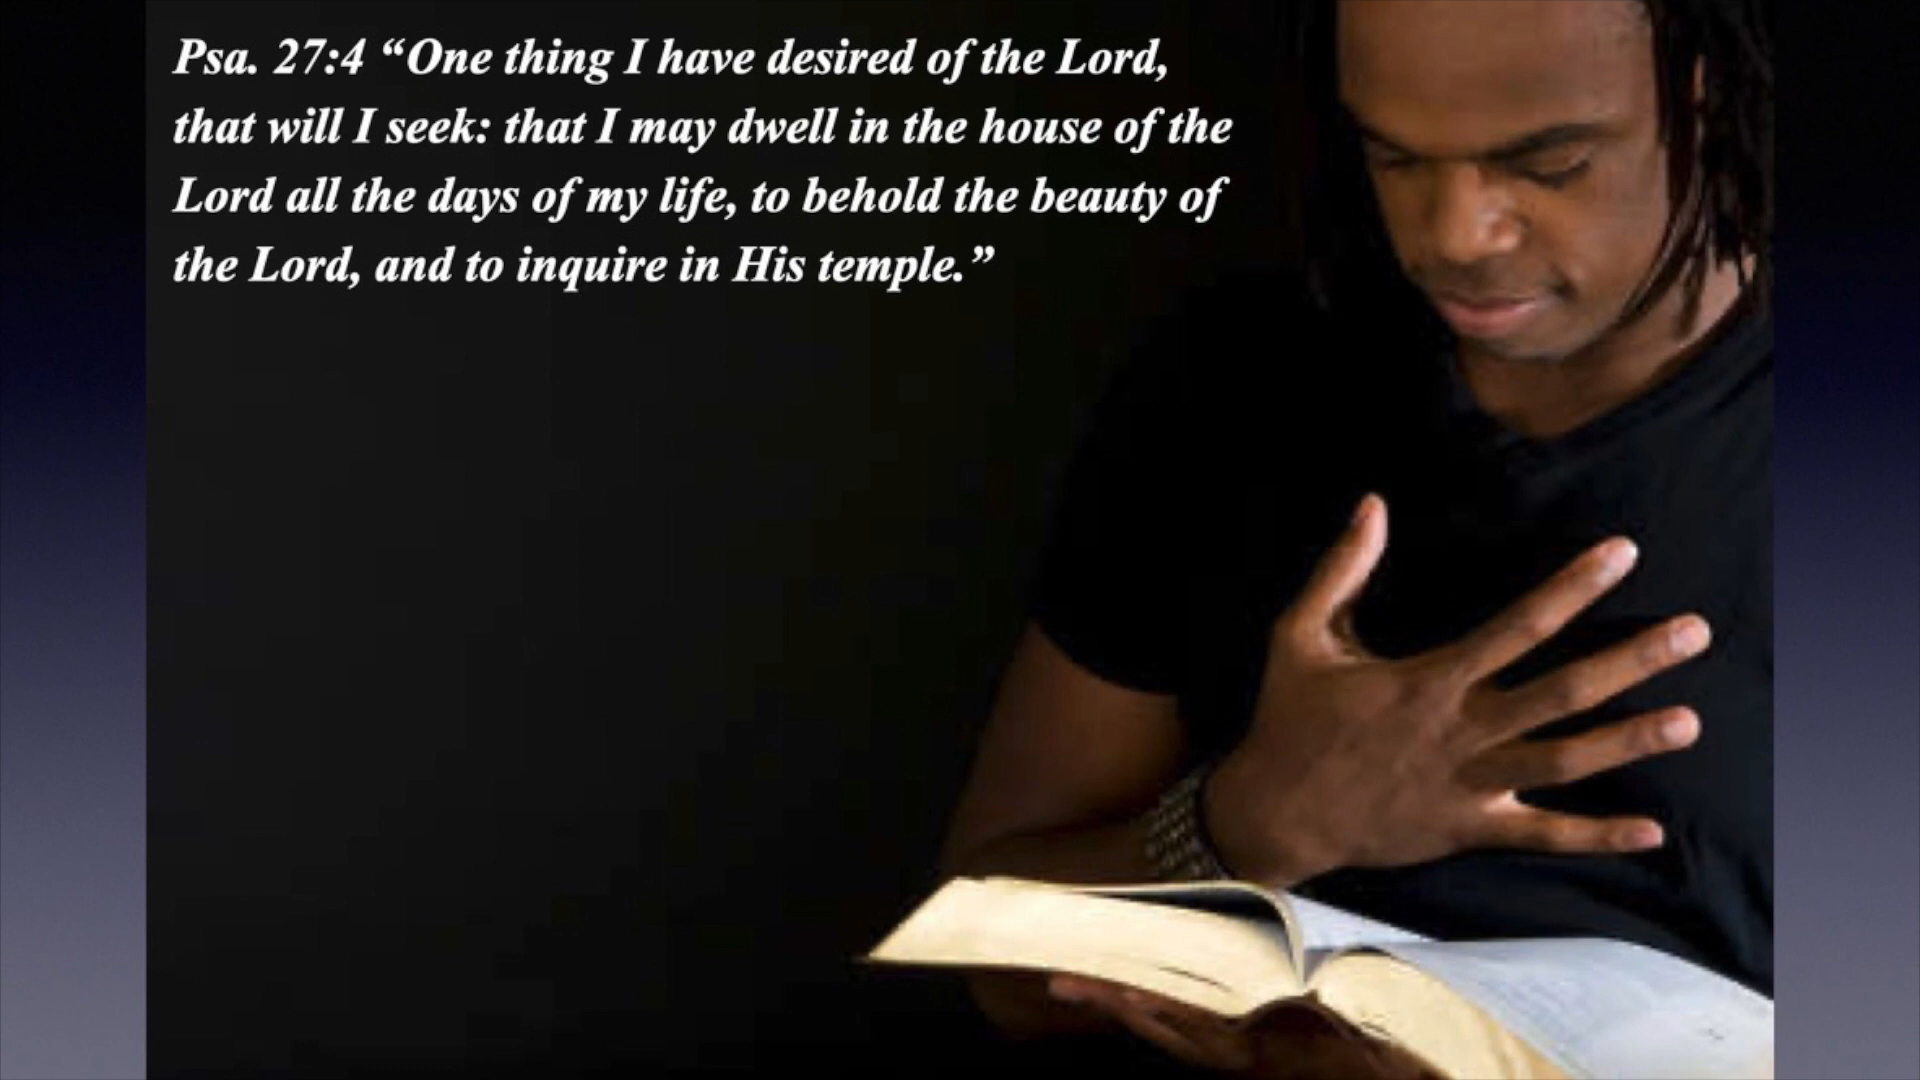 Psa. 27:4 “One thing I have desired of the Lord,
that will I seek: that I may dwell in the house of the
Lord all the days of my life, to behold the beauty of
the Lord, and to inquire in His temple.”